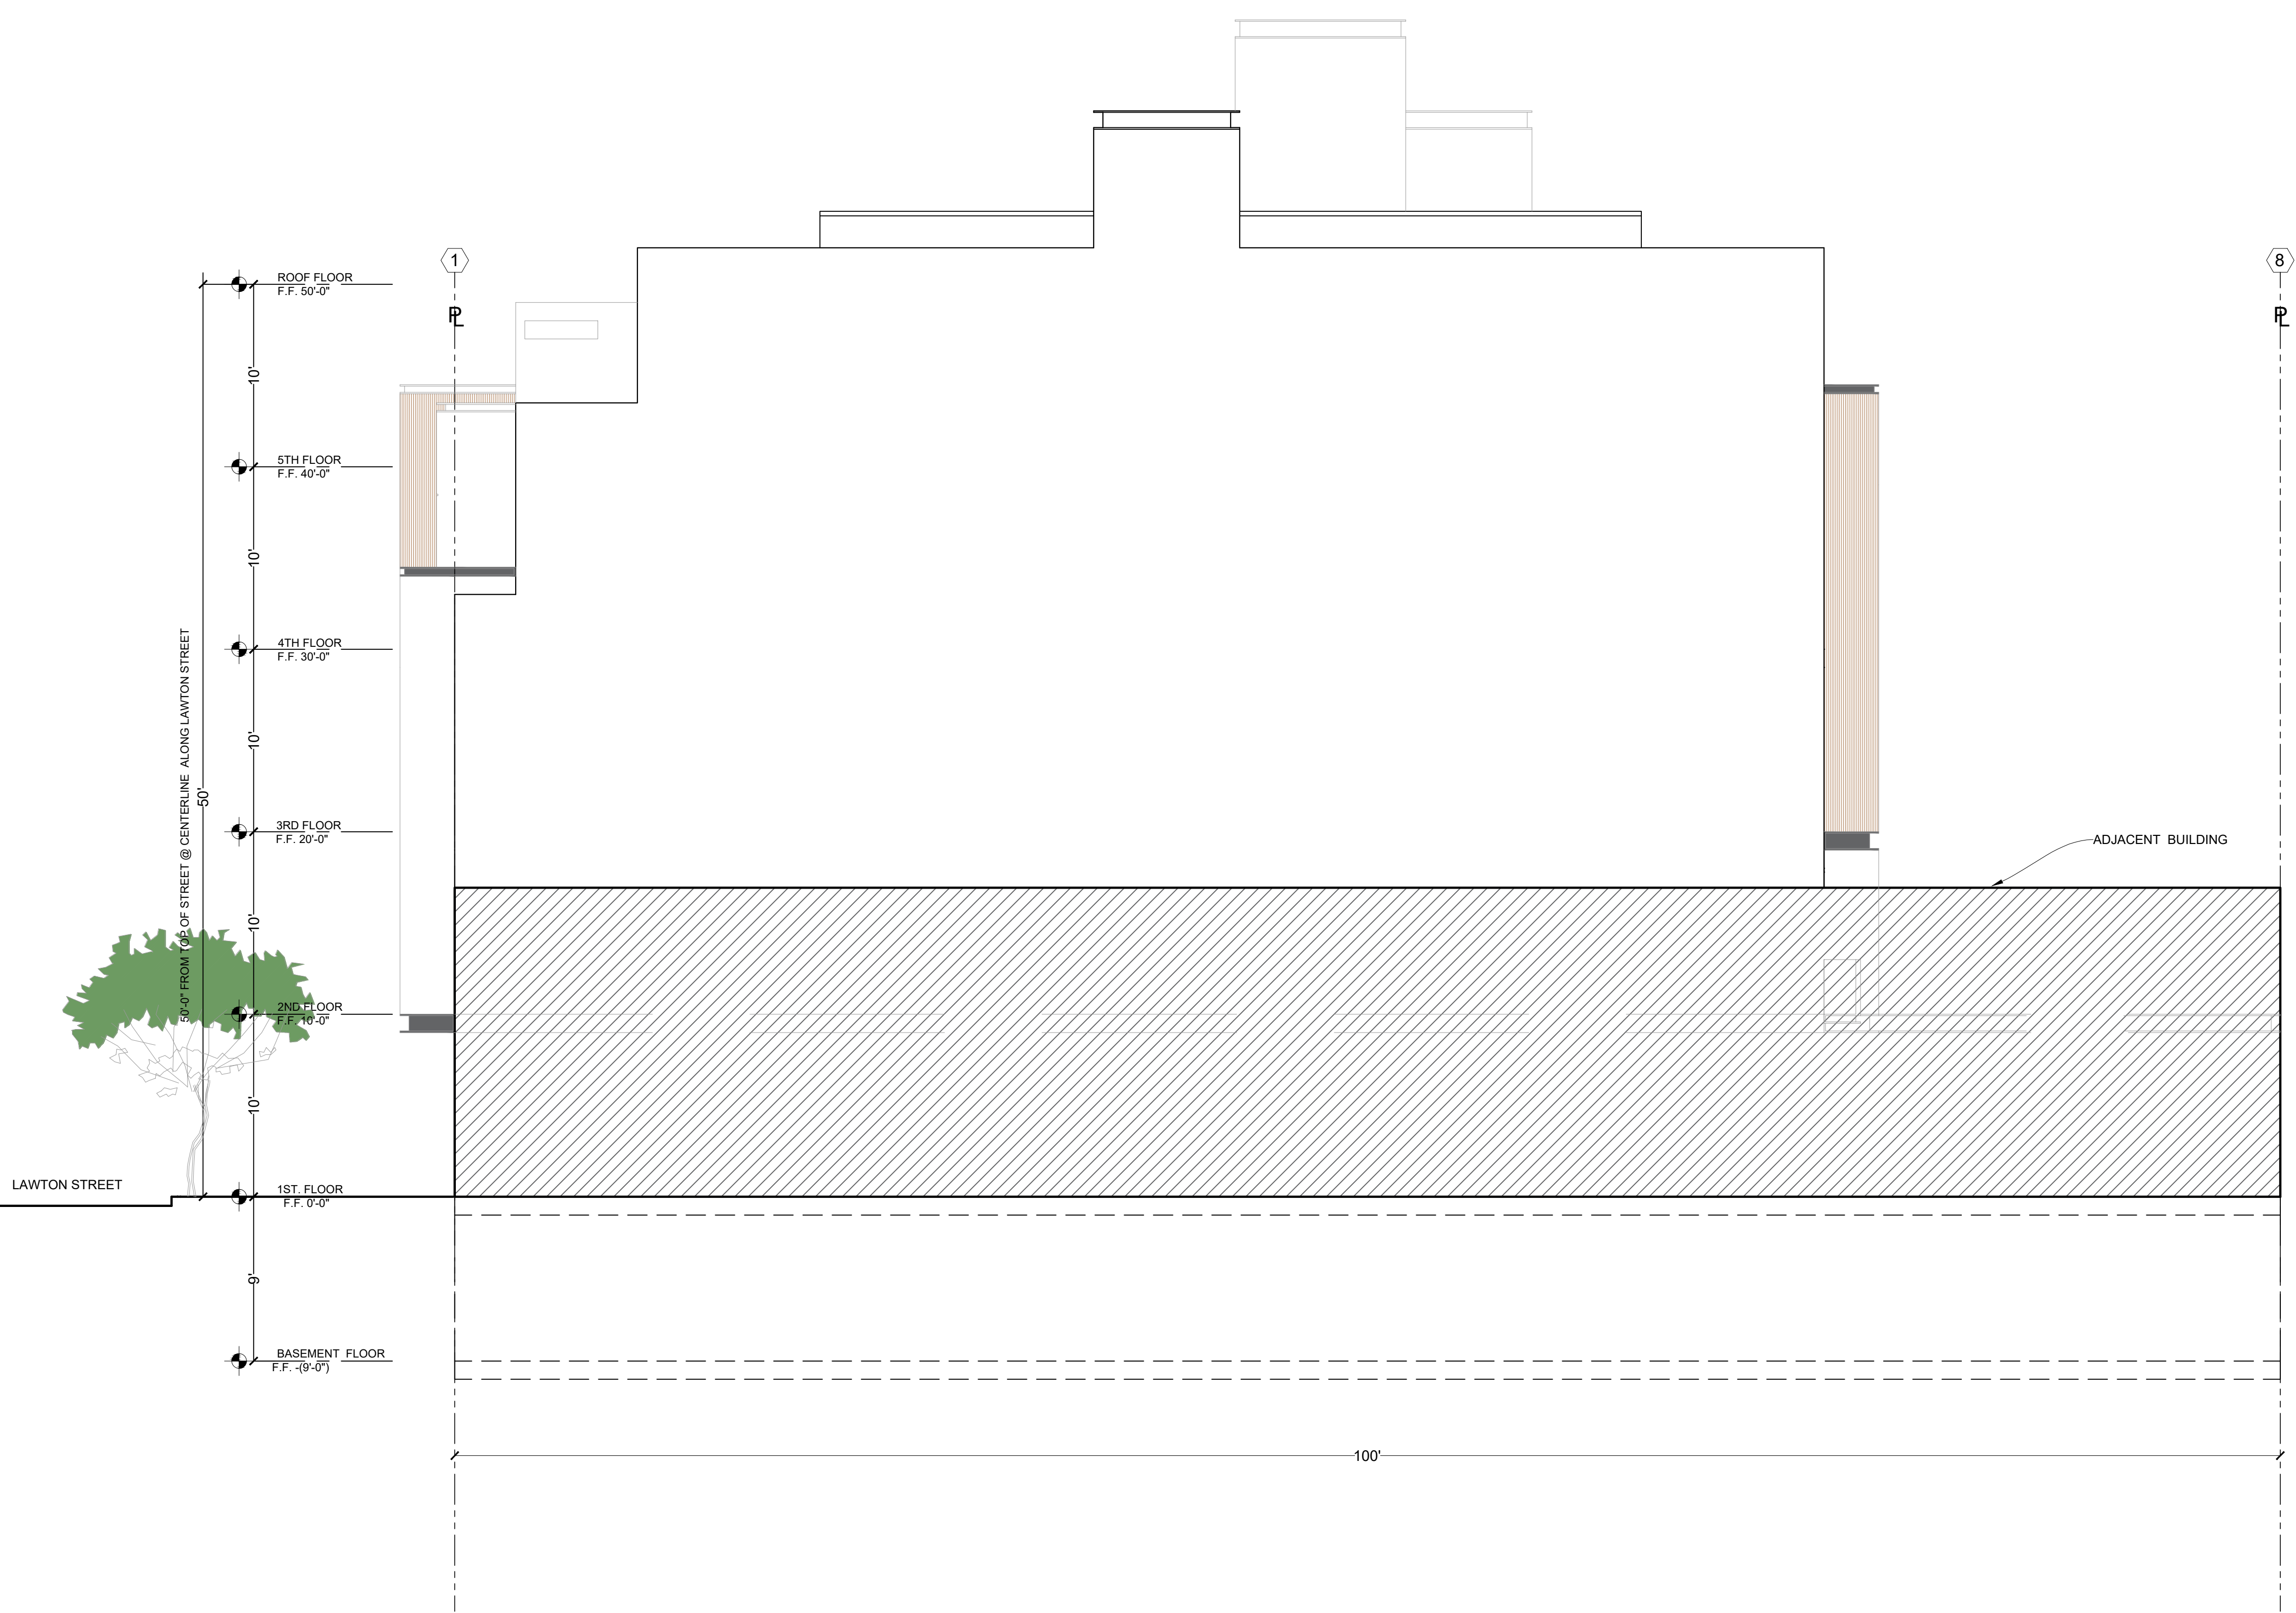 1
8
ROOF FLOOR
F.F. 50'-0"
PL
PL
10'
5TH FLOOR
F.F. 40'-0"
10'
4TH FLOOR
F.F. 30'-0"
10'
50'-0" FROM TOP OF STREET @ CENTERLINE ALONG LAWTON STREET
50'
3RD FLOOR
F.F. 20'-0"
ADJACENT BUILDING
10'
2ND FLOOR
F.F. 10'-0"
10'
LAWTON STREET
1ST. FLOOR
F.F. 0'-0"
9'
BASEMENT FLOOR
F.F. -(9'-0")
100'